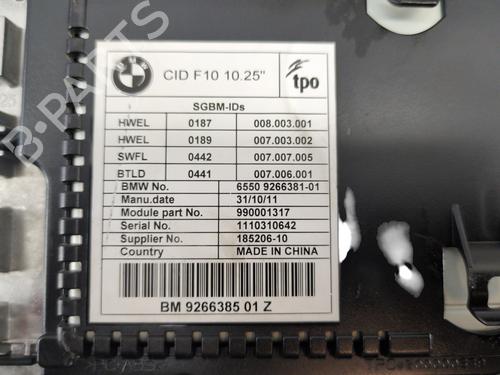 BMW
CID F10 10.25"
tpo
SGBM-IDs
HWEL 0187 008.003.001
HWEL 0189 007.003.002
SWFL 0442 007.007.005
BTLD 0441 007.006.001
BMW No. 6550 9266381-01
Manu.date 31/10/11
Module part No. 990001317
Serial No. 1110310642
Supplier No. 185206-10
Country MADE IN CHINA
BM 9266385 01 Z
B-PARTS